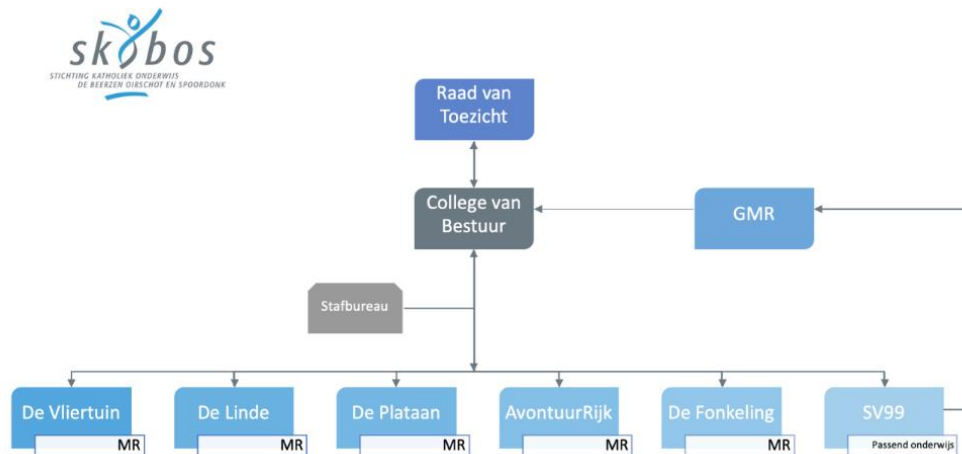 skobos
STICHTING KATHOLIEK ONDERWIJS
DE BEERZEN OIRSCHOT EN SPOORDONK
Raad van
Toezicht
College van
Bestuur
GMR
Stafbureau
De Vliertuin
MR
De Linde
MR
De Plataan
MR
AvontuurRijk
MR
De Fonkeling
MR
SV99
Passend onderwijs